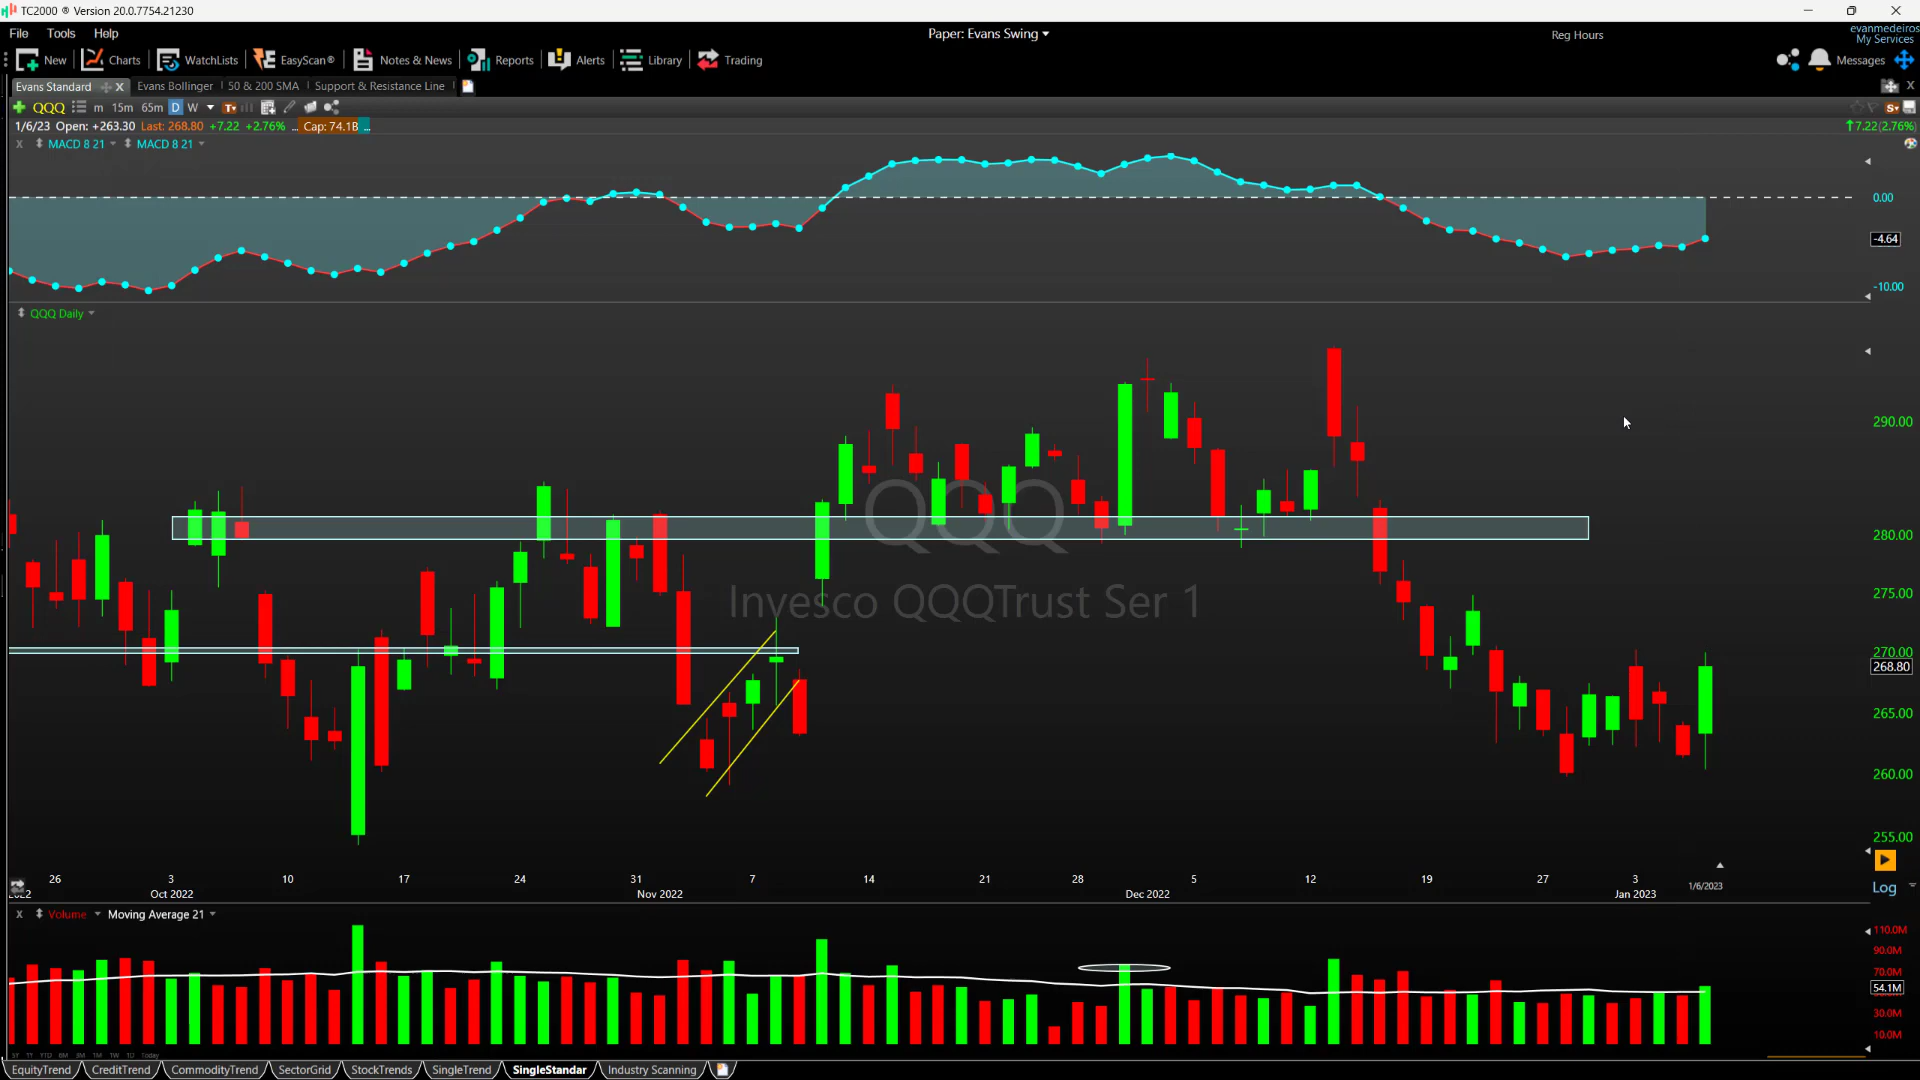 TC2000 ® Version 20.0.7754.21230
File Tools Help
Paper: Evans Swing
Reg Hours
evanmedeiros
My Services
New Charts WatchLists EasyScan® Notes & News Reports Alerts Library Trading
Messages
Evans Standard Evans Bollinger 50 & 200 SMA Support & Resistance Line
QQQ m 15m 65m D W
1/6/23 Open: +263.30 Last: 268.80 +7.22 +2.76% ... Cap: 74.1B ...
7.22(2.76%)
X MACD 8 21 MACD 8 21
0.00
-4.64
-10.00
QQQ Daily
290.00
QQQ
280.00
Invesco QQQTrust Ser 1
275.00
270.00
268.80
265.00
260.00
255.00
26 3 10 17 24 31 7 14 21 28 5 12 19 27 3
Oct 2022 Nov 2022 Dec 2022 Jan 2023 1/6/2023
Log
X Volume Moving Average 21
110.0M
90.0M
70.0M
54.1M
30.0M
10.0M
EquityTrend CreditTrend CommodityTrend SectorGrid StockTrends SingleTrend SingleStandar Industry Scanning